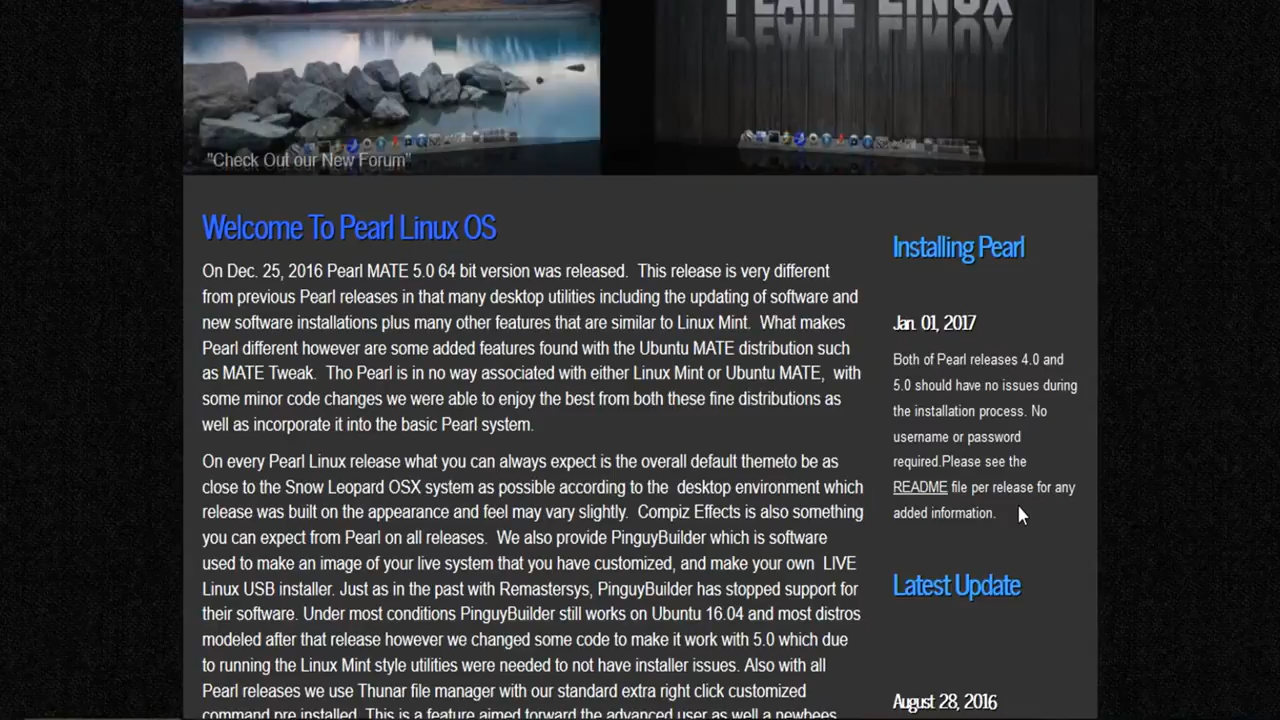 PEARL LINUX
"Check Out our New Forum"
Welcome To Pearl Linux OS
On Dec. 25, 2016 Pearl MATE 5.0 64 bit version was released.  This release is very different
from previous Pearl releases in that many desktop utilities including the updating of software and
new software installations plus many other features that are similar to Linux Mint.  What makes
Pearl different however are some added features found with the Ubuntu MATE distribution such
as MATE Tweak.  Tho Pearl is in no way associated with either Linux Mint or Ubuntu MATE,  with
some minor code changes we were able to enjoy the best from both these fine distributions as
well as incorporate it into the basic Pearl system.
On every Pearl Linux release what you can always expect is the overall default themeto be as
close to the Snow Leopard OSX system as possible according to the  desktop environment which
release was built on the appearance and feel may vary slightly.  Compiz Effects is also something
you can expect from Pearl on all releases.  We also provide PinguyBuilder which is software
used to make an image of your live system that you have customized, and make your own  LIVE
Linux USB installer. Just as in the past with Remastersys, PinguyBuilder has stopped support for
their software. Under most conditions PinguyBuilder still works on Ubuntu 16.04 and most distros
modeled after that release however we changed some code to make it work with 5.0 which due
to running the Linux Mint style utilities were needed to not have installer issues. Also with all
Pearl releases we use Thunar file manager with our standard extra right click customized
command pre installed. This is a feature aimed forward the advanced user as well a newbees
Installing Pearl
Jan. 01, 2017
Both of Pearl releases 4.0 and
5.0 should have no issues during
the installation process. No
username or password
required.Please see the
README file per release for any
added information.
Latest Update
August 28, 2016